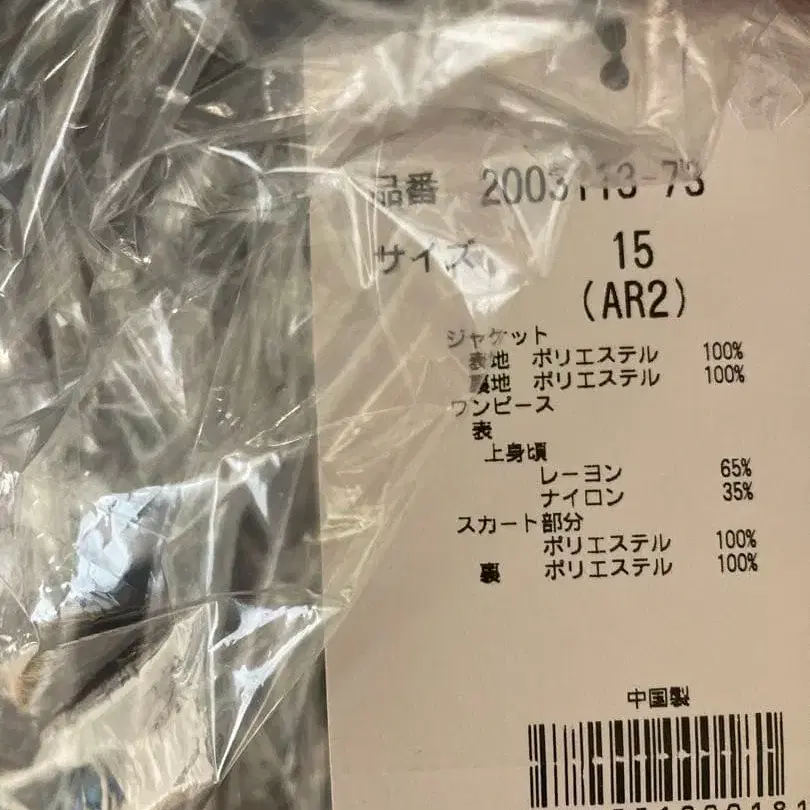 品番 2003113-73
サイズ 15
(AR2)
ジャケット
表地 ポリエステル 100%
裏地 ポリエステル 100%
ワンピース
表
上身頃
レーヨン 65%
ナイロン 35%
スカート部分
ポリエステル 100%
裏 ポリエステル 100%
中国製